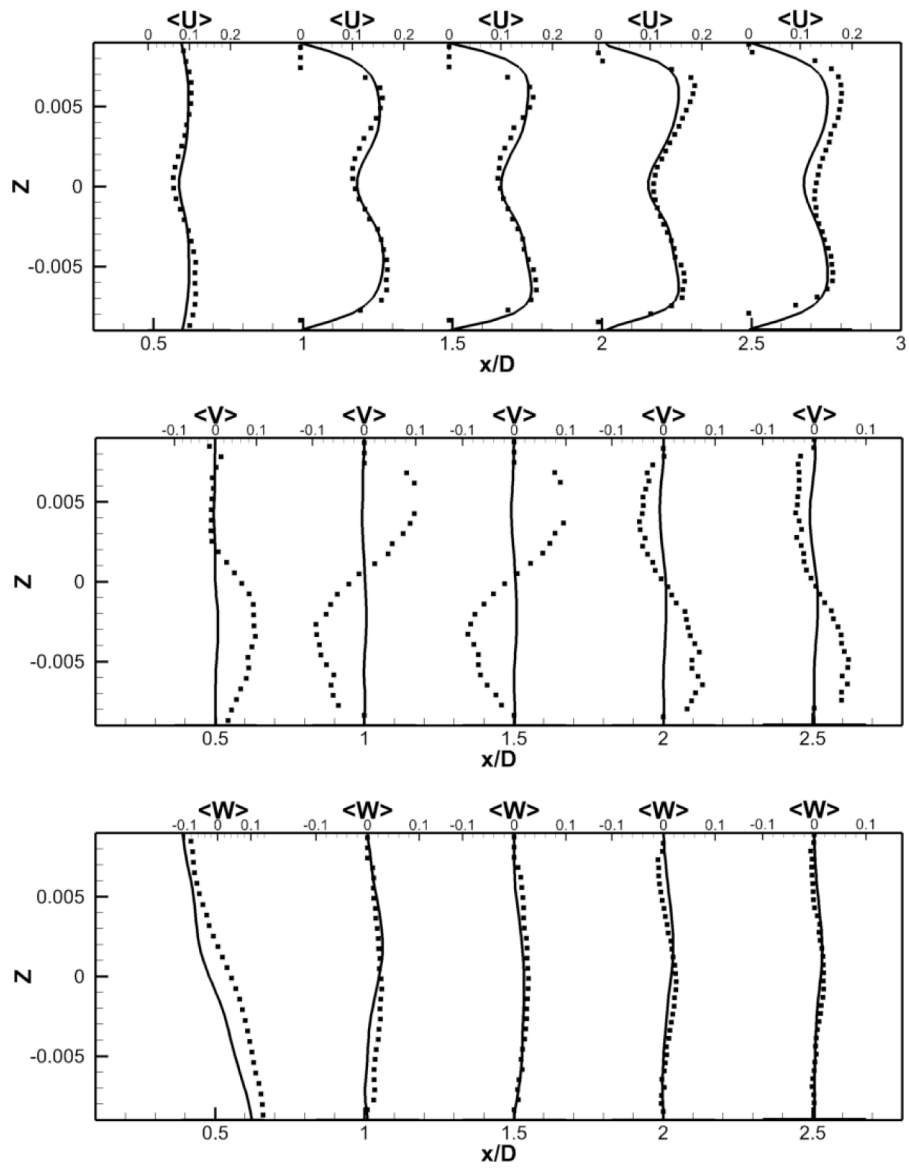 <U> <U> <U> <U> <U>
0 0.1 0.2 0 0.1 0.2 0 0.1 0.2 0 0.1 0.2 0 0.1 0.2
0.005
Z 0
-0.005
0.5 1 1.5 2 2.5 3
x/D
<V> <V> <V> <V> <V>
-0.1 0 0.1 -0.1 0 0.1 -0.1 0 0.1 -0.1 0 0.1 -0.1 0 0.1
0.005
Z 0
-0.005
0.5 1 1.5 2 2.5
x/D
<W> <W> <W> <W> <W>
-0.1 0 0.1 -0.1 0 0.1 -0.1 0 0.1 -0.1 0 0.1 -0.1 0 0.1
0.005
Z 0
-0.005
0.5 1 1.5 2 2.5
x/D